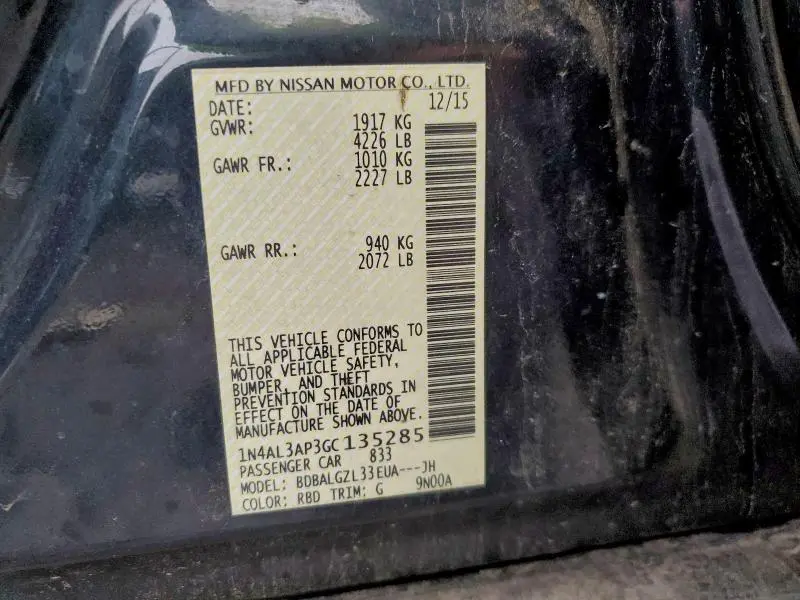 MFD BY NISSAN MOTOR CO., LTD.
DATE: 12/15
GVWR: 1917 KG
4226 LB
GAWR FR.: 1010 KG
2227 LB
GAWR RR.: 940 KG
2072 LB
THIS VEHICLE CONFORMS TO
ALL APPLICABLE FEDERAL
MOTOR VEHICLE SAFETY,
BUMPER, AND THEFT
PREVENTION STANDARDS IN
EFFECT ON THE DATE OF
MANUFACTURE SHOWN ABOVE.
1N4AL3AP3GC135285
PASSENGER CAR 833
MODEL: BDBALGZL33EUA---JH
COLOR: RBD TRIM: G 9N00A